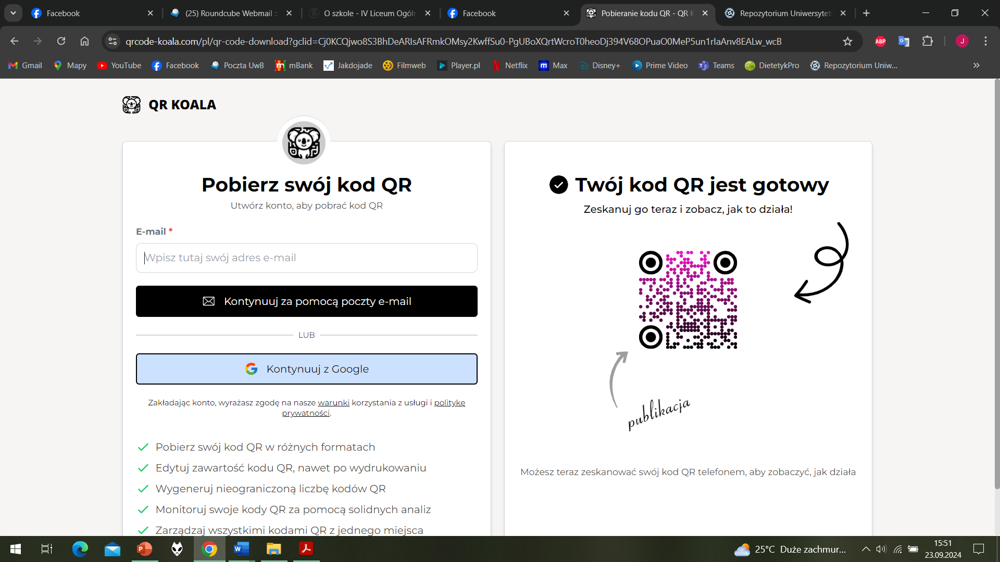 Facebook
(25) Roundcube Webmail ::
O szkole - IV Liceum Ogóln
Facebook
Pobieranie kodu QR - QR K
Repozytorium Uniwersytet
qrcode-koala.com/pl/qr-code-download?gclid=Cj0KCQjwo8S3BhDeARIsAFRmkOMsy2KwffSu0-PgUBoXQrtWcroT0heoDj394V68OPuaO0MeP5un1rIaAnv8EALw_wcB
ABP
J
Gmail
Mapy
YouTube
Facebook
Poczta UwB
mBank
Jakdojade
Filmweb
Player.pl
Netflix
Max
Disney+
Prime Video
Teams
DietetykPro
Repozytorium Uniw...
QR KOALA
Pobierz swój kod QR
Utwórz konto, aby pobrać kod QR
E-mail *
Wpisz tutaj swój adres e-mail
Kontynuuj za pomocą poczty e-mail
LUB
Kontynuuj z Google
Zakładając konto, wyrażasz zgodę na nasze warunki korzystania z usługi i politykę
prywatności.
Pobierz swój kod QR w różnych formatach
Edytuj zawartość kodu QR, nawet po wydrukowaniu
Wygeneruj nieograniczoną liczbę kodów QR
Monitoruj swoje kody QR za pomocą solidnych analiz
Zarządzaj wszystkimi kodami QR z jednego miejsca
Twój kod QR jest gotowy
Zeskanuj go teraz i zobacz, jak to działa!
publikacja
Możesz teraz zeskanować swój kod QR telefonem, aby zobaczyć, jak działa
25°C Duże zachmur...
15:51
23.09.2024